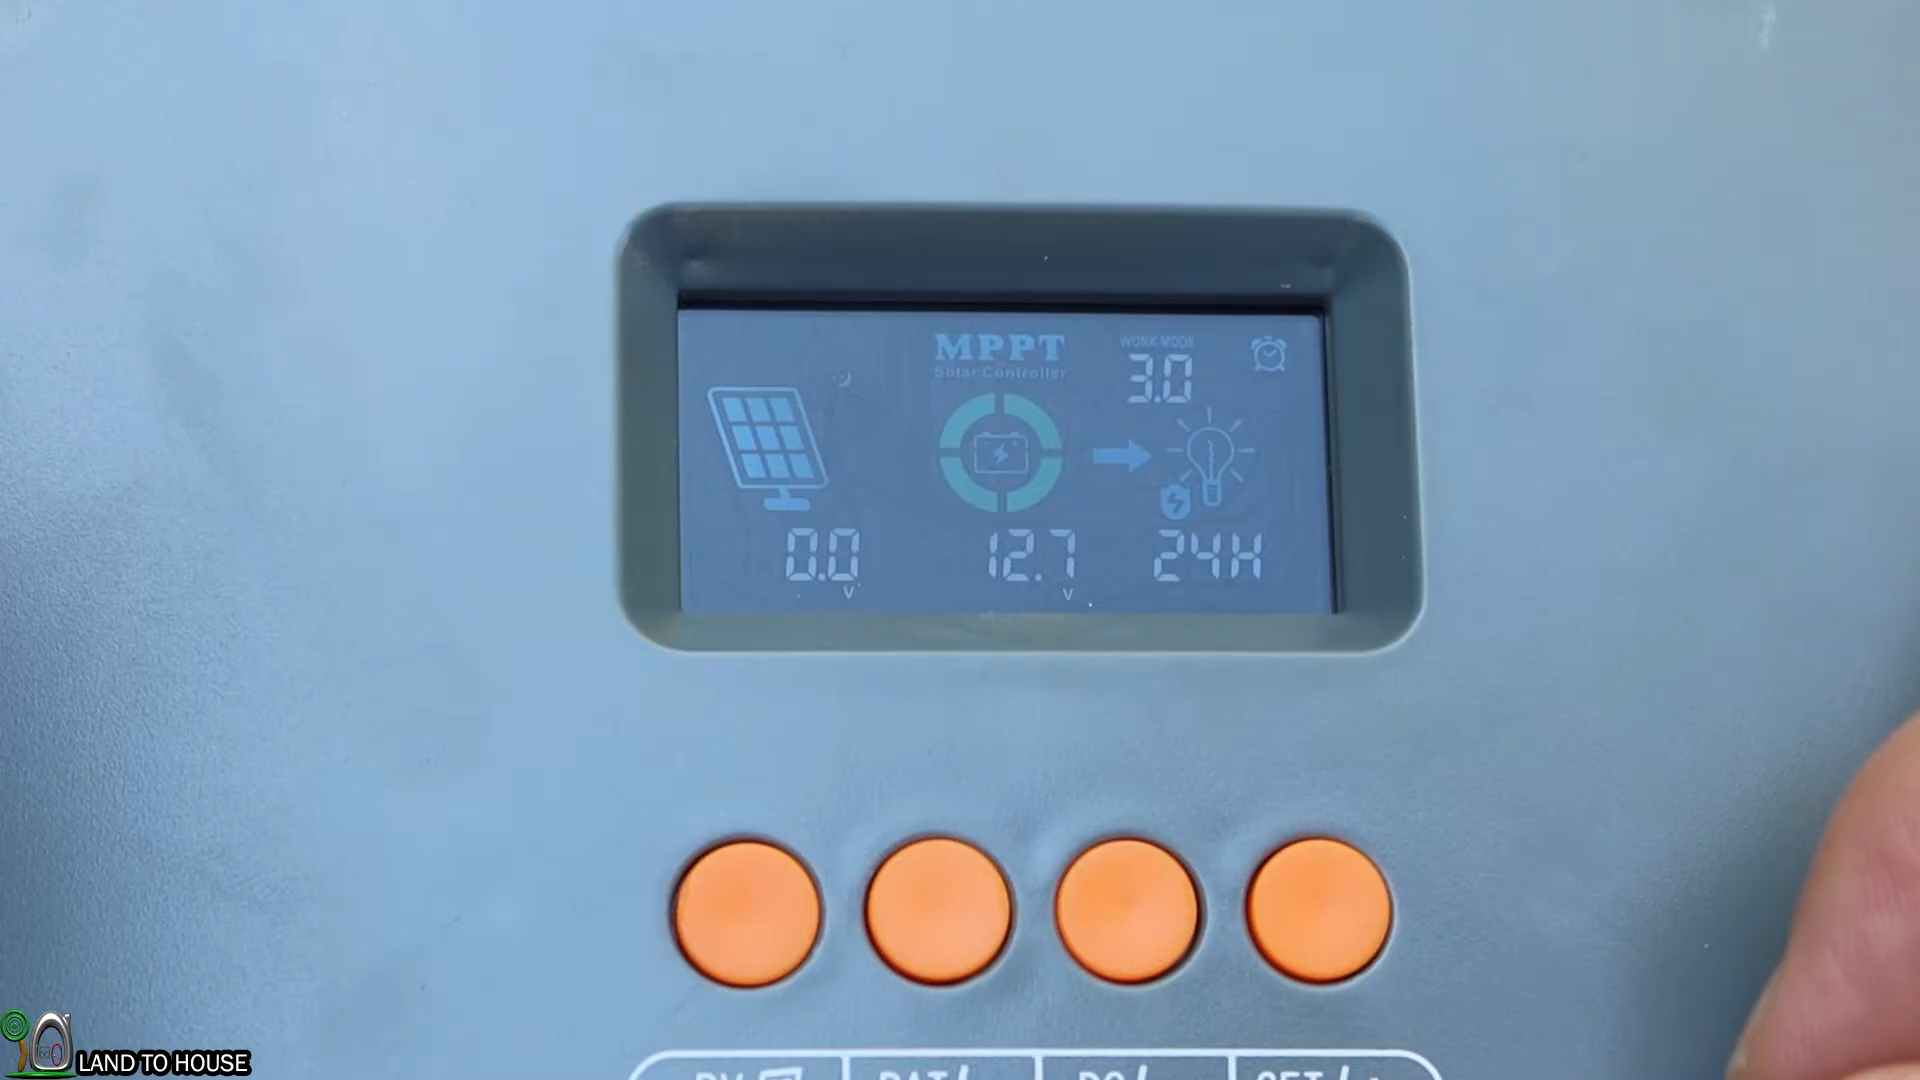 MPPT
Solar Controller
WORK MODE
3.0
0.0
V
12.7
V
24H
LAND TO HOUSE